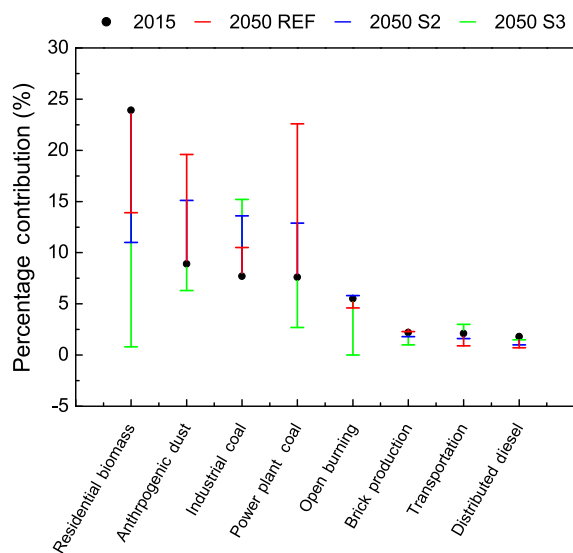 2015 2050 REF 2050 S2 2050 S3
Percentage contribution (%)
30
25
20
15
10
5
0
-5
Residential biomass
Anthrpogenic dust
Industrial coal
Power plant coal
Open burning
Brick production
Transportation
Distributed diesel